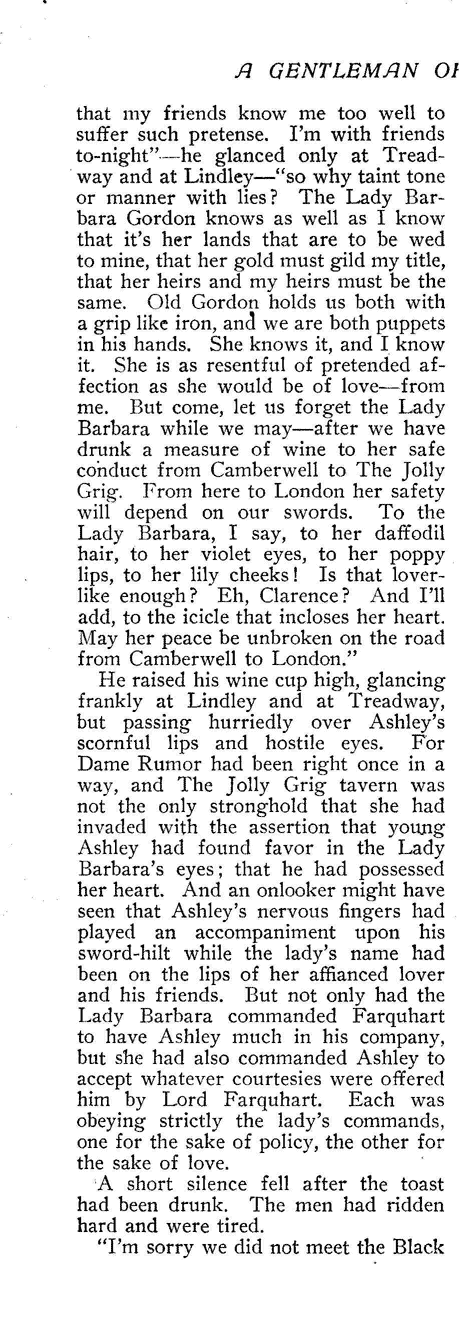 A GENTLEMAN OF
that my friends know me too well to
suffer such pretense. I'm with friends
to-night"—he glanced only at Tread-
way and at Lindley—"so why taint tone
or manner with lies? The Lady Bar-
bara Gordon knows as well as I know
that it's her lands that are to be wed
to mine, that her gold must gild my title,
that her heirs and my heirs must be the
same. Old Gordon holds us both with
a grip like iron, and we are both puppets
in his hands. She knows it, and I know
it. She is as resentful of pretended af-
fection as she would be of love—from
me. But come, let us forget the Lady
Barbara while we may—after we have
drunk a measure of wine to her safe
conduct from Camberwell to The Jolly
Grig. From here to London her safety
will depend on our swords. To the
Lady Barbara, I say, to her daffodil
hair, to her violet eyes, to her poppy
lips, to her lily cheeks! Is that lover-
like enough? Eh, Clarence? And I'll
add, to the icicle that incloses her heart.
May her peace be unbroken on the road
from Camberwell to London."
He raised his wine cup high, glancing
frankly at Lindley and at Treadway,
but passing hurriedly over Ashley's
scornful lips and hostile eyes. For
Dame Rumor had been right once in a
way, and The Jolly Grig tavern was
not the only stronghold that she had
invaded with the assertion that young
Ashley had found favor in the Lady
Barbara's eyes; that he had possessed
her heart. And an onlooker might have
seen that Ashley's nervous fingers had
played an accompaniment upon his
sword-hilt while the lady's name had
been on the lips of her affianced lover
and his friends. But not only had the
Lady Barbara commanded Farquhart
to have Ashley much in his company,
but she had also commanded Ashley to
accept whatever courtesies were offered
him by Lord Farquhart. Each was
obeying strictly the lady's commands,
one for the sake of policy, the other for
the sake of love.
A short silence fell after the toast
had been drunk. The men had ridden
hard and were tired.
"I'm sorry we did not meet the Black